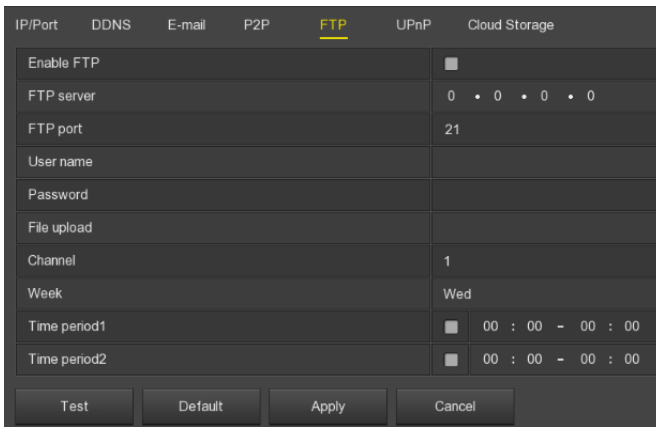 IP/Port DDNS E-mail P2P FTP UPnP Cloud Storage
Enable FTP
FTP server 0 • 0 • 0 • 0
FTP port 21
User name
Password
File upload
Channel 1
Week Wed
Time period1 00 : 00 - 00 : 00
Time period2 00 : 00 - 00 : 00
Test Default Apply Cancel